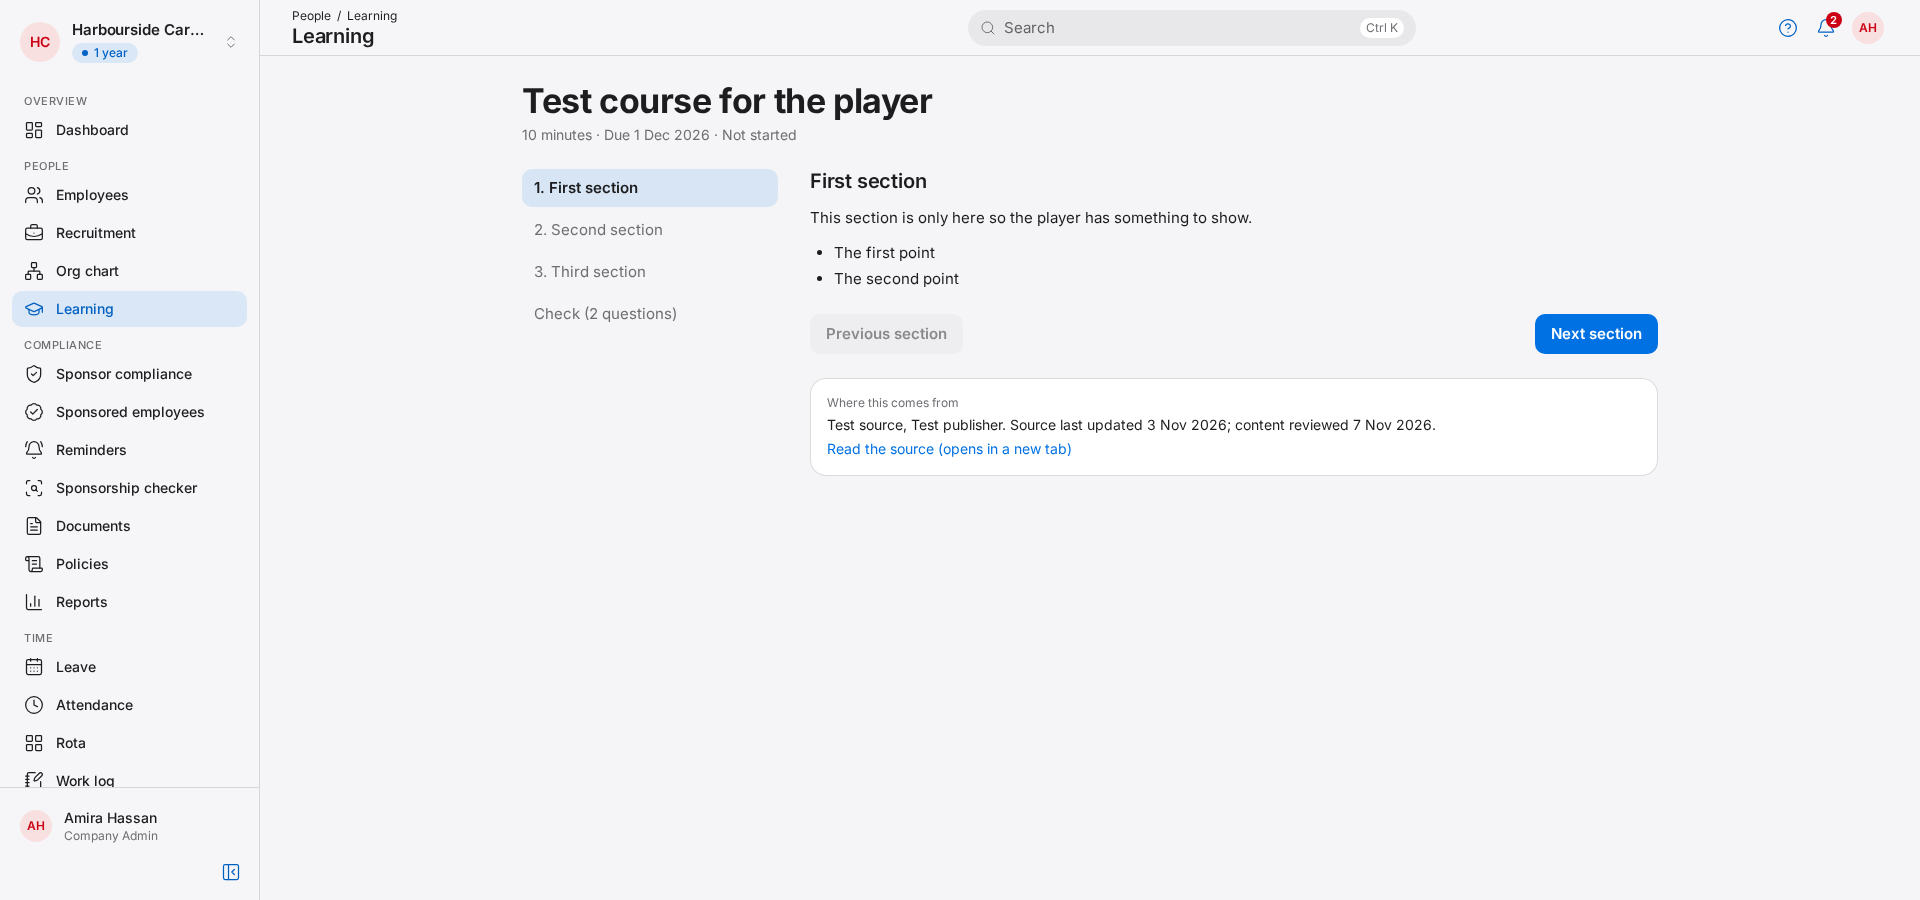 HC
Harbourside Car...
1 year
OVERVIEW
Dashboard
PEOPLE
Employees
Recruitment
Org chart
Learning
COMPLIANCE
Sponsor compliance
Sponsored employees
Reminders
Sponsorship checker
Documents
Policies
Reports
TIME
Leave
Attendance
Rota
Work log
AH
Amira Hassan
Company Admin
People / Learning
Learning
Search
Ctrl K
2
AH
Test course for the player
10 minutes · Due 1 Dec 2026 · Not started
1. First section
2. Second section
3. Third section
Check (2 questions)
First section
This section is only here so the player has something to show.
• The first point
• The second point
Previous section
Next section
Where this comes from
Test source, Test publisher. Source last updated 3 Nov 2026; content reviewed 7 Nov 2026.
Read the source (opens in a new tab)